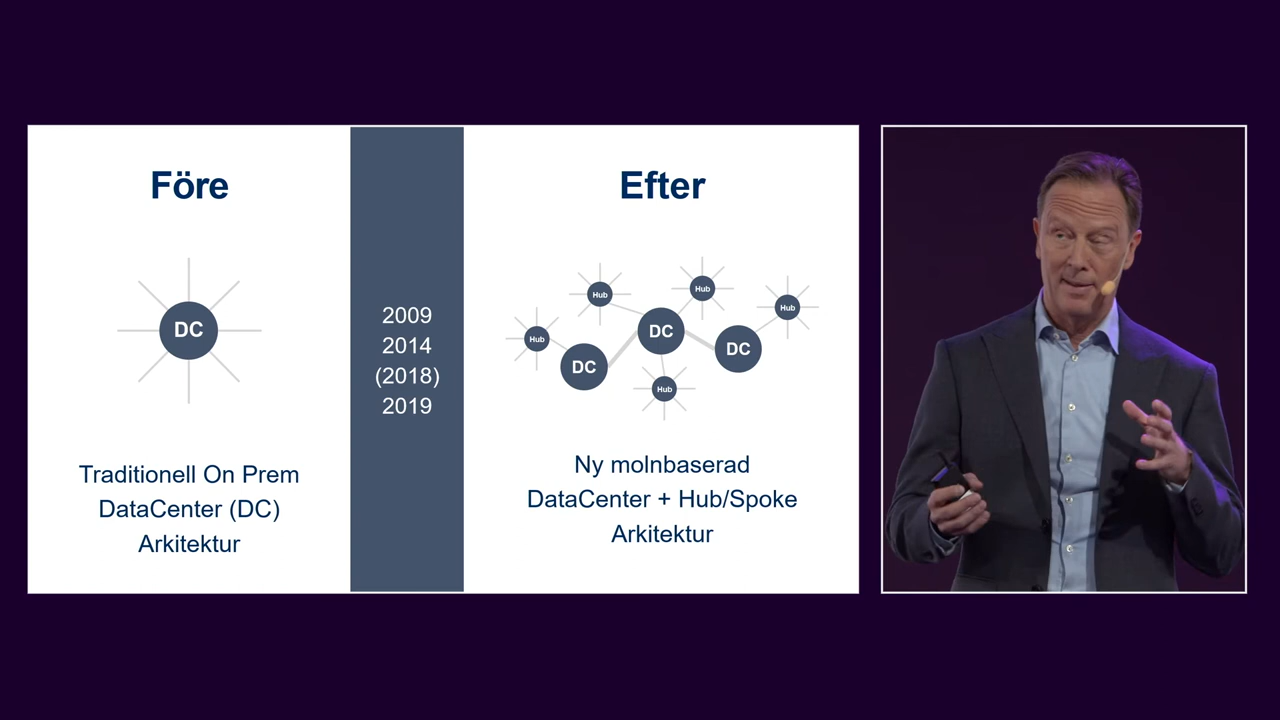 Före
DC
Traditionell On Prem
DataCenter (DC)
Arkitektur
2009
2014
(2018)
2019
Efter
Hub
Hub
Hub
Hub
DC
DC
DC
Hub
Ny molnbaserad
DataCenter + Hub/Spoke
Arkitektur